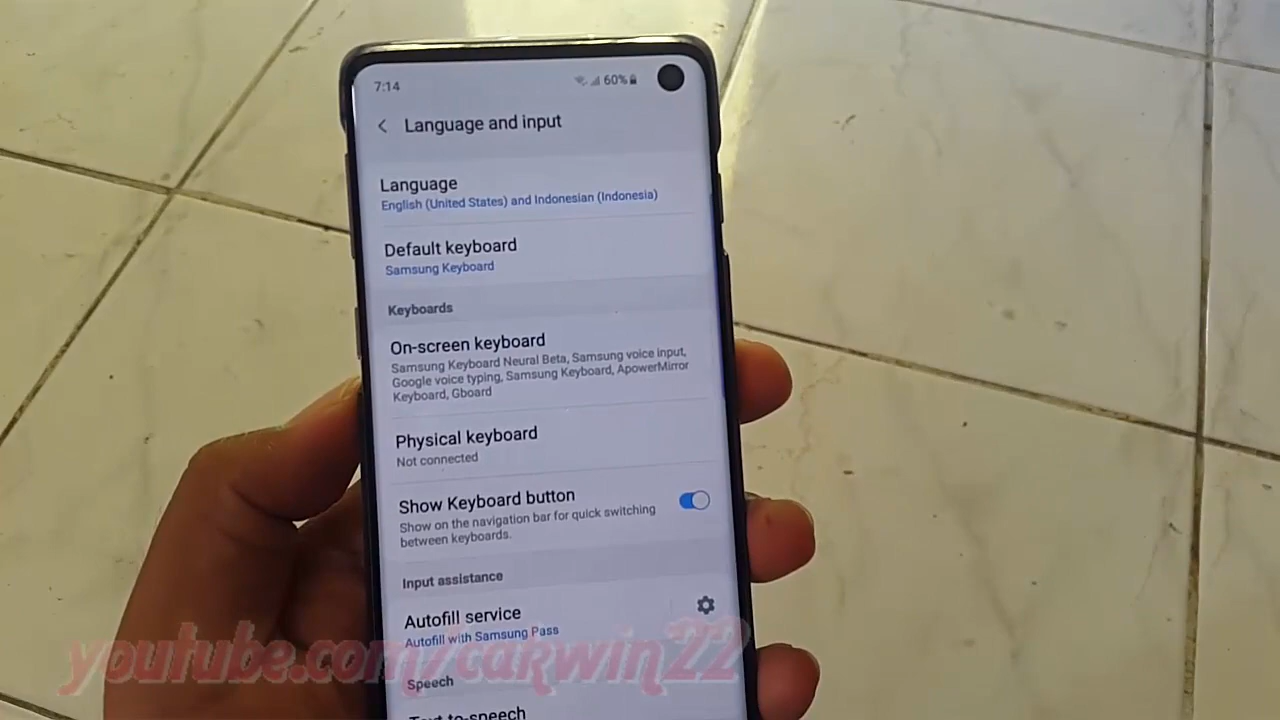 7:14
60%
Language and input
Language
English (United States) and Indonesian (Indonesia)
Default keyboard
Samsung Keyboard
Keyboards
On-screen keyboard
Samsung Keyboard Neural Beta, Samsung voice input,
Google voice typing, Samsung Keyboard, ApowerMirror
Keyboard, Gboard
Physical keyboard
Not connected
Show Keyboard button
Show on the navigation bar for quick switching
between keyboards.
Input assistance
Autofill service
Autofill with Samsung Pass
youtube.com/cakwin22
Speech
Text-to-speech